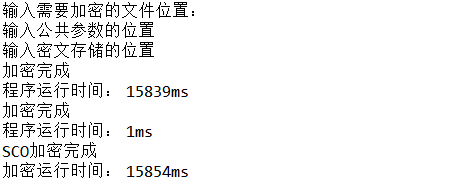 输入需要加密的文件位置:
输入公共参数的位置
输入密文存储的位置
加密完成
程序运行时间: 15839ms
加密完成
程序运行时间: 1ms
SCO加密完成
加密运行时间: 15854ms